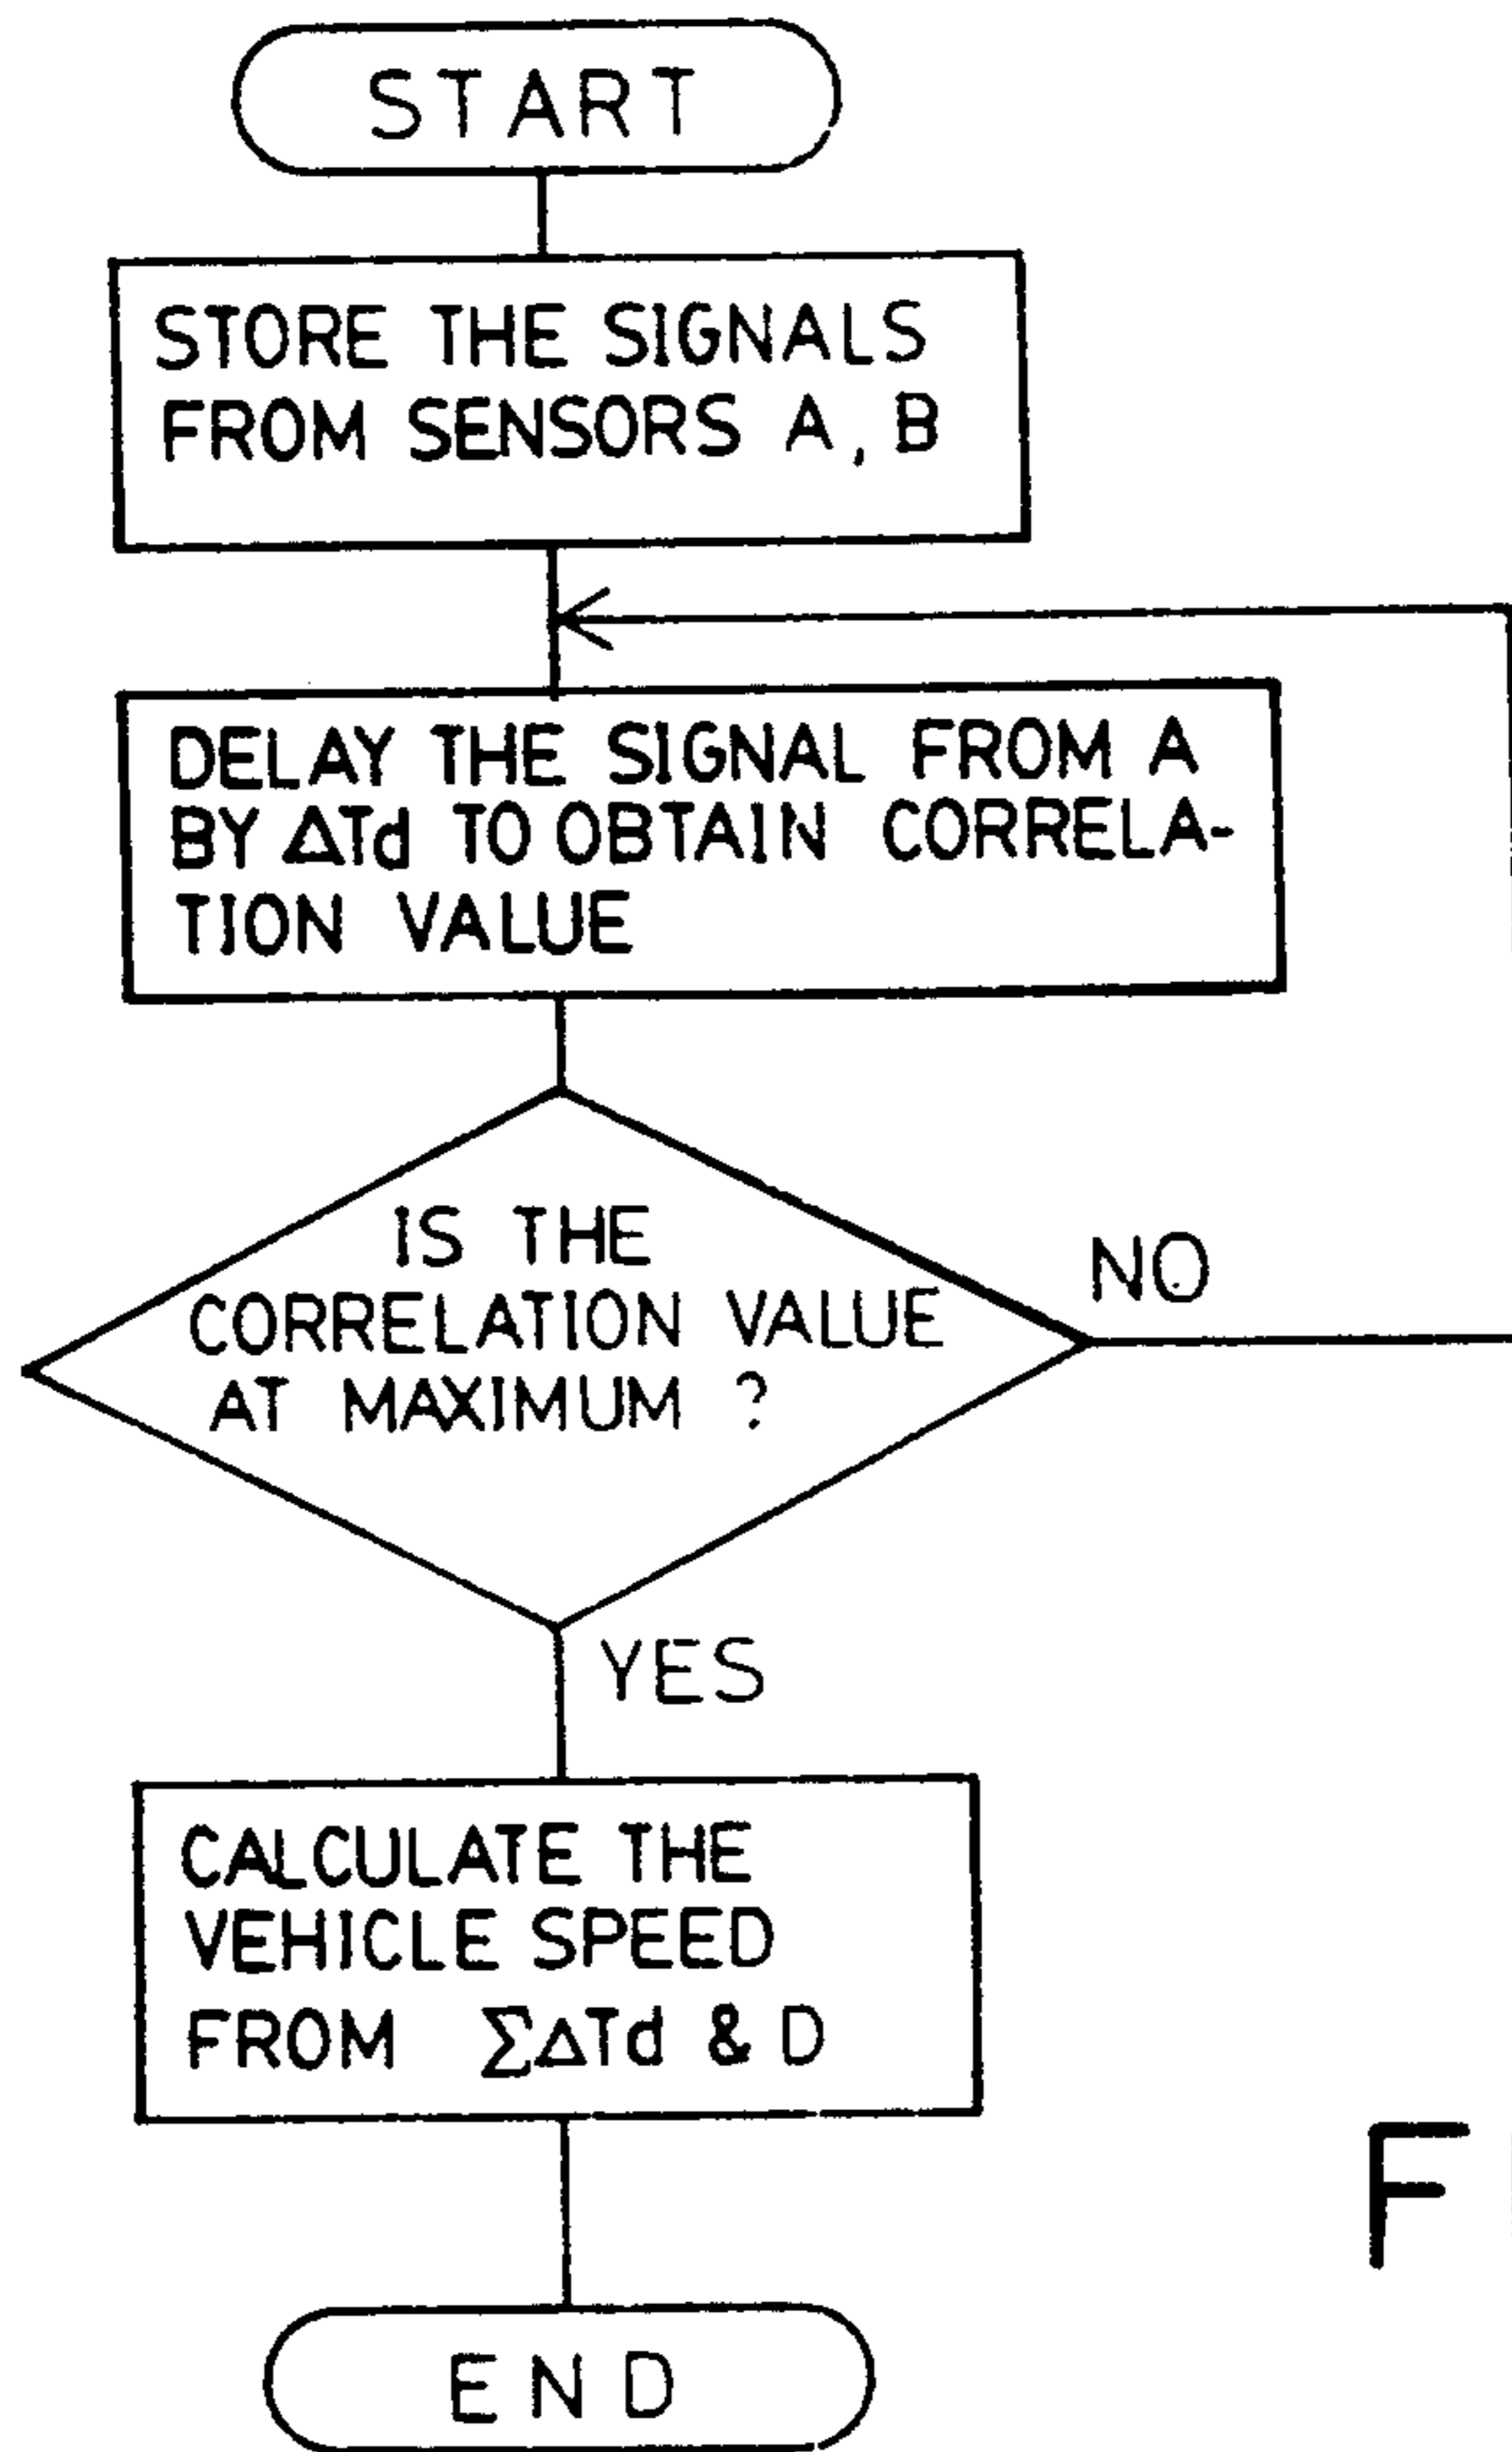 START
STORE THE SIGNALS
FROM SENSORS A, B
DELAY THE SIGNAL FROM A
BY ΔTd TO OBTAIN CORRELA-
TION VALUE
IS THE
CORRELATION VALUE
AT MAXIMUM ?
NO
YES
CALCULATE THE
VEHICLE SPEED
FROM ΣΔTd & D
END
F